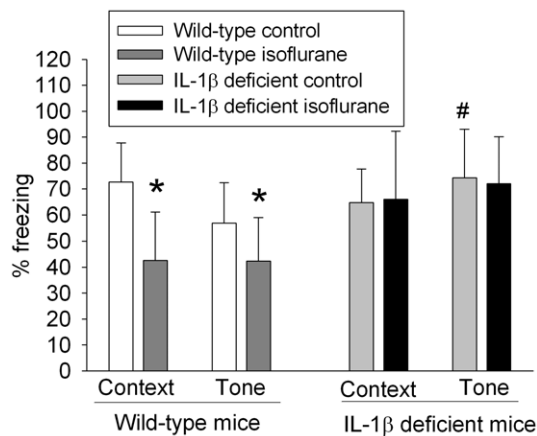 Wild-type control
Wild-type isoflurane
IL-1β deficient control
IL-1β deficient isoflurane
% freezing
120
110
100
90
80
70
60
50
40
30
20
10
0
*
*
#
Context Tone Context Tone
Wild-type mice IL-1β deficient mice